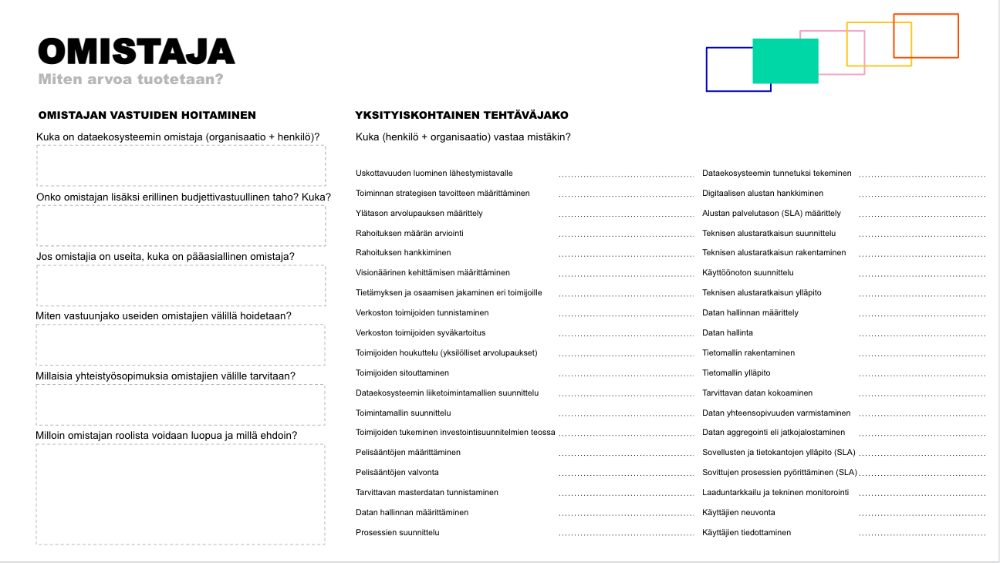 OMISTAJA
Miten arvoa tuotetaan?
OMISTAJAN VASTUIDEN HOITAMINEN
Kuka on dataekosysteemin omistaja (organisaatio + henkilö)?
Onko omistajan lisäksi erillinen budjettivastuullinen taho? Kuka?
Jos omistajia on useita, kuka on pääasiallinen omistaja?
Miten vastuunjako useiden omistajien välillä hoidetaan?
Millaisia yhteistyösopimuksia omistajien välille tarvitaan?
Milloin omistajan roolista voidaan luopua ja millä ehdoin?
YKSITYISKOHTAINEN TEHTÄVÄJAKO
Kuka (henkilö + organisaatio) vastaa mistäkin?
Uskottavuuden luominen lähestymistavalle
Toiminnan strategisen tavoitteen määrittäminen
Ylätason arvolupauksen määrittely
Rahoituksen määrän arviointi
Rahoituksen hankkiminen
Visionäärinen kehittämisen määrittäminen
Tietämyksen ja osaamisen jakaminen eri toimijoille
Verkoston toimijoiden tunnistaminen
Verkoston toimijoiden syväkartoitus
Toimijoiden houkuttelu (yksilölliset arvolupaukset)
Toimijoiden sitouttaminen
Dataekosysteemin liiketoimintamallien suunnittelu
Toimintamallin suunnittelu
Toimijoiden tukeminen investointisuunnitelmien teossa
Pelisääntöjen määrittäminen
Pelisääntöjen valvonta
Tarvittavan masterdatan tunnistaminen
Datan hallinnan määrittäminen
Prosessien suunnittelu
Dataekosysteemin tunnetuksi tekeminen
Digitaalisen alustan hankkiminen
Alustan palvelutason (SLA) määrittely
Teknisen alustaratkaisun suunnittelu
Teknisen alustaratkaisun rakentaminen
Käyttöönoton suunnittelu
Teknisen alustaratkaisun ylläpito
Datan hallinnan määrittely
Datan hallinta
Tietomallin rakentaminen
Tietomallin ylläpito
Tarvittavan datan kokoaminen
Datan yhteensopivuuden varmistaminen
Datan aggregointi eli jatkojalostaminen
Sovellusten ja tietokantojen ylläpito (SLA)
Sovittujen prosessien pyörittäminen (SLA)
Laaduntarkkailu ja tekninen monitorointi
Käyttäjien neuvonta
Käyttäjien tiedottaminen